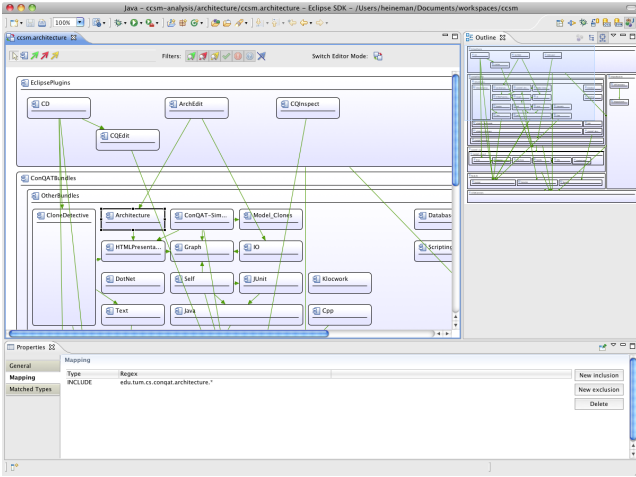 Java – ccsm-analysis/architecture/ccsm.architecture – Eclipse SDK – /Users/heineman/Documents/workspaces/ccsm
100%
ccsm.architectur
Outline
Filters:
Switch Editor Mode:
EclipsePlugins
CD
ArchEdit
CQInspect
CQEdit
ConQATBundles
OtherBundles
CloneDetective
Architecture
ConQAT-Sim...
Model_Clones
Databas
HTMLPresenta...
Graph
IO
Scripting
DotNet
Self
JUnit
Klocwork
Text
Java
Cpp
Properties
General
Mapping
Matched Types
Mapping
Type Regex
INCLUDE edu.tum.cs.conqat.architecture.*
New inclusion
New exclusion
Delete